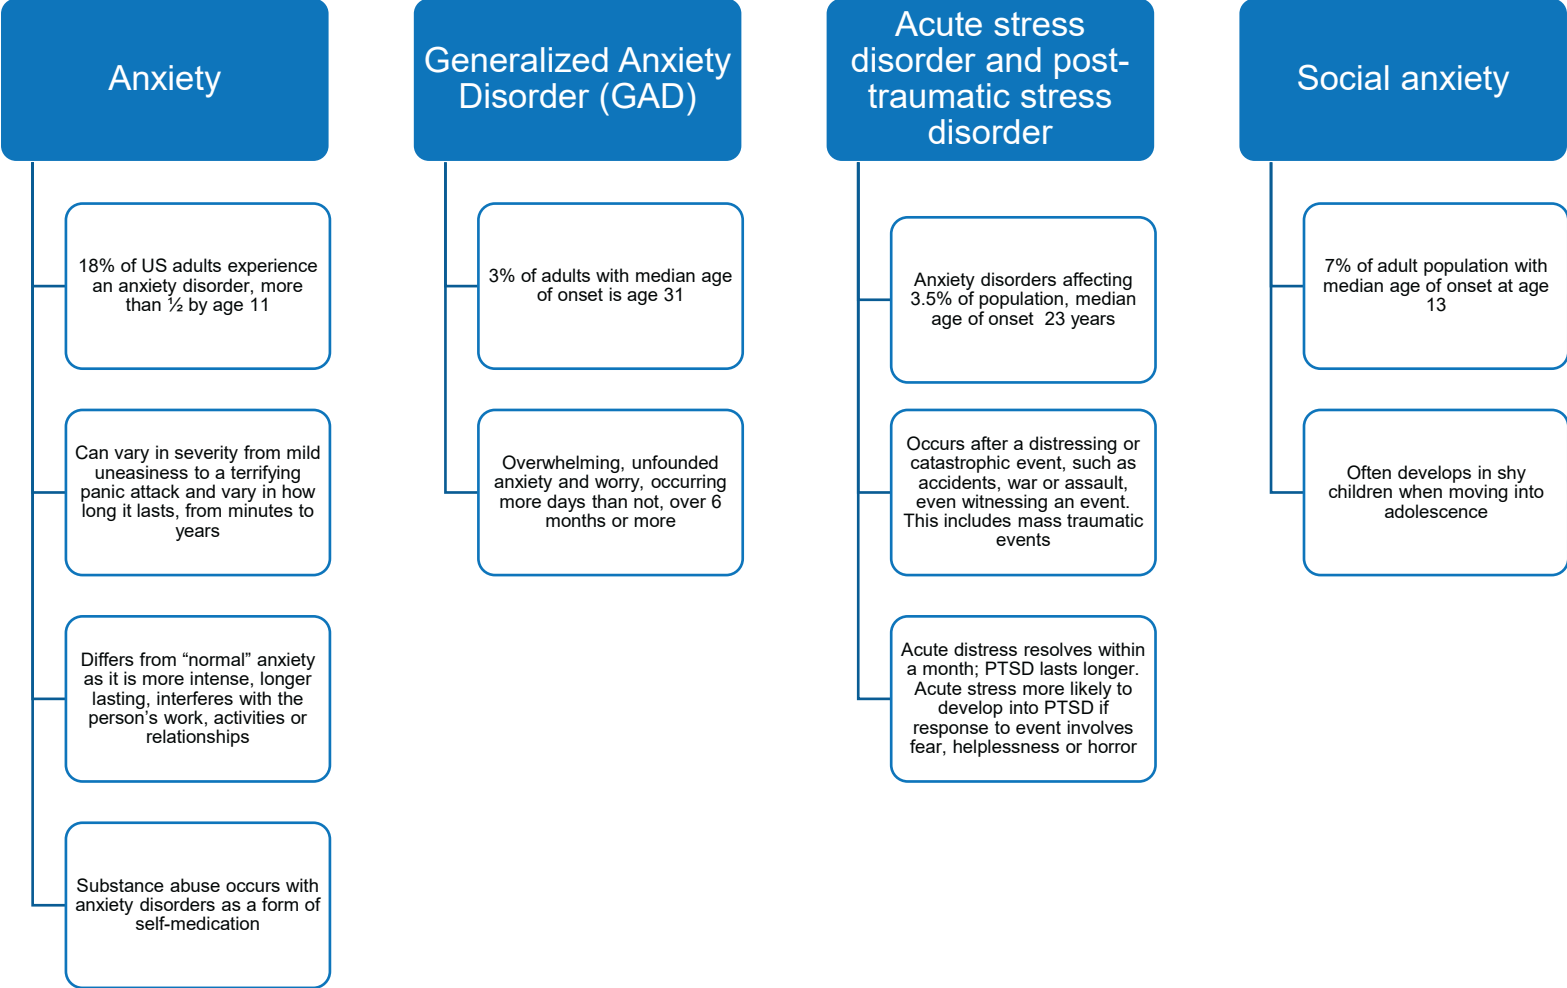 Anxiety
18% of US adults experience
an anxiety disorder, more
than ½ by age 11
Can vary in severity from mild
uneasiness to a terrifying
panic attack and vary in how
long it lasts, from minutes to
years
Differs from “normal” anxiety
as it is more intense, longer
lasting, interferes with the
person’s work, activities or
relationships
Substance abuse occurs with
anxiety disorders as a form of
self-medication
Generalized Anxiety
Disorder (GAD)
3% of adults with median age
of onset is age 31
Overwhelming, unfounded
anxiety and worry, occurring
more days than not, over 6
months or more
Acute stress
disorder and post-
traumatic stress
disorder
Anxiety disorders affecting
3.5% of population, median
age of onset  23 years
Occurs after a distressing or
catastrophic event, such as
accidents, war or assault,
even witnessing an event.
This includes mass traumatic
events
Acute distress resolves within
a month; PTSD lasts longer.
Acute stress more likely to
develop into PTSD if
response to event involves
fear, helplessness or horror
Social anxiety
7% of adult population with
median age of onset at age
13
Often develops in shy
children when moving into
adolescence